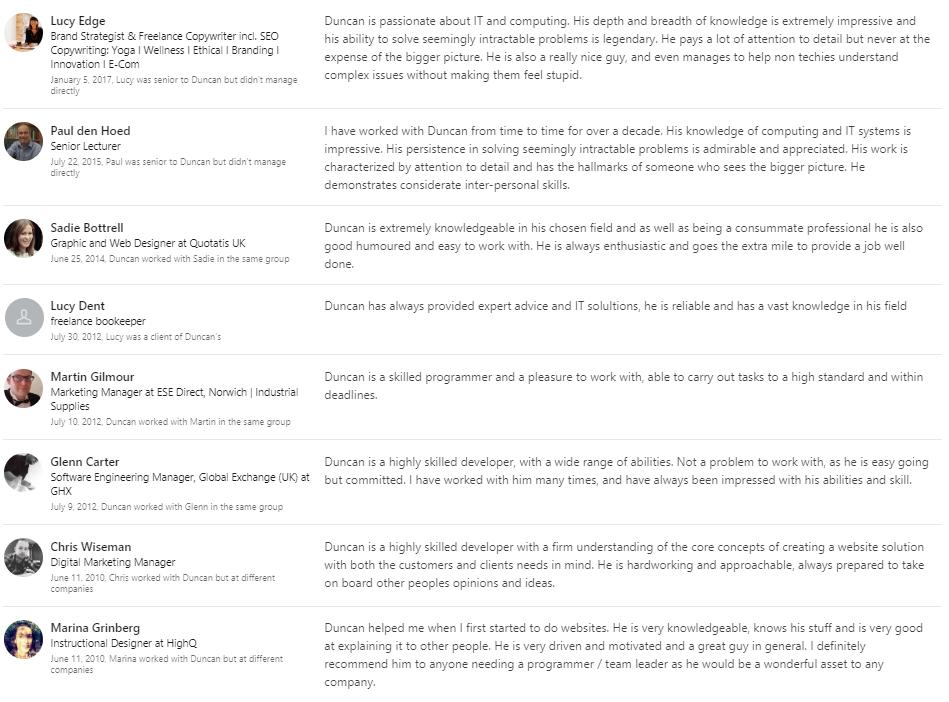 Lucy Edge
Brand Strategist & Freelance Copywriter incl. SEO
Copywriting: Yoga I Wellness I Ethical I Branding I
Innovation I E-Com
January 5, 2017, Lucy was senior to Duncan but didn't manage
directly
Duncan is passionate about IT and computing. His depth and breadth of knowledge is extremely impressive and
his ability to solve seemingly intractable problems is legendary. He pays a lot of attention to detail but never at the
expense of the bigger picture. He is also a really nice guy, and even manages to help non techies understand
complex issues without making them feel stupid.
Paul den Hoed
Senior Lecturer
July 22, 2015, Paul was senior to Duncan but didn't manage
directly
I have worked with Duncan from time to time for over a decade. His knowledge of computing and IT systems is
impressive. His persistence in solving seemingly intractable problems is admirable and appreciated. His work is
characterized by attention to detail and has the hallmarks of someone who sees the bigger picture. He
demonstrates considerate inter-personal skills.
Sadie Bottrell
Graphic and Web Designer at Quotatis UK
June 25, 2014, Duncan worked with Sadie in the same group
Duncan is extremely knowledgeable in his chosen field and as well as being a consummate professional he is also
good humoured and easy to work with. He is always enthusiastic and goes the extra mile to provide a job well
done.
Lucy Dent
freelance bookeeper
July 30, 2012, Lucy was a client of Duncan's
Duncan has always provided expert advice and IT solultions, he is reliable and has a vast knowledge in his field
Martin Gilmour
Marketing Manager at ESE Direct, Norwich | Industrial
Supplies
July 10, 2012, Duncan worked with Martin in the same group
Duncan is a skilled programmer and a pleasure to work with, able to carry out tasks to a high standard and within
deadlines.
Glenn Carter
Software Engineering Manager, Global Exchange (UK) at
GHX
July 9, 2012, Duncan worked with Glenn in the same group
Duncan is a highly skilled developer, with a wide range of abilities. Not a problem to work with, as he is easy going
but committed. I have worked with him many times, and have always been impressed with his abilities and skill.
Chris Wiseman
Digital Marketing Manager
June 11, 2010, Chris worked with Duncan but at different
companies
Duncan is a highly skilled developer with a firm understanding of the core concepts of creating a website solution
with both the customers and clients needs in mind. He is hardworking and approachable, always prepared to take
on board other peoples opinions and ideas.
Marina Grinberg
Instructional Designer at HighQ
June 11, 2010, Marina worked with Duncan but at different
companies
Duncan helped me when I first started to do websites. He is very knowledgeable, knows his stuff and is very good
at explaining it to other people. He is very driven and motivated and a great guy in general. I definitely
recommend him to anyone needing a programmer / team leader as he would be a wonderful asset to any
company.